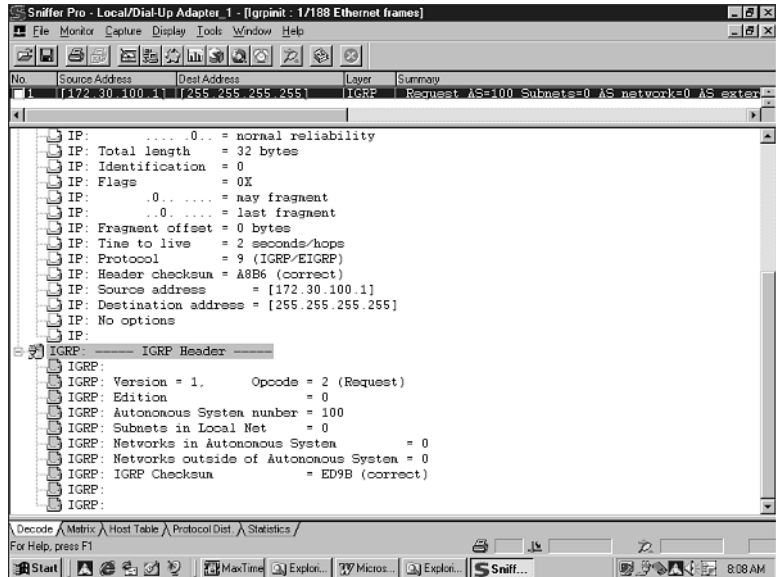 Sniffer Pro - Local/Dial-Up Adapter_1 - [Igrpinit : 1/188 Ethernet frames]
File Monitor Capture Display Tools Window Help
No. Source Address Dest Address Layer Summary
1 [172.30.100.1] [255.255.255.255] IGRP Request AS=100 Subnets=0 AS network=0 AS exter
IP: .... .0.. = normal reliability
IP: Total length = 32 bytes
IP: Identification = 0
IP: Flags = 0X
IP: .0.. .... = may fragment
IP: ..0. .... = last fragment
IP: Fragment offset = 0 bytes
IP: Time to live = 2 seconds/hops
IP: Protocol = 9 (IGRP/EIGRP)
IP: Header checksum = A8B6 (correct)
IP: Source address = [172.30.100.1]
IP: Destination address = [255.255.255.255]
IP: No options
IP:
IGRP: ----- IGRP Header -----
IGRP:
IGRP: Version = 1, Opcode = 2 (Request)
IGRP: Edition = 0
IGRP: Autonomous System number = 100
IGRP: Subnets in Local Net = 0
IGRP: Networks in Autonomous System = 0
IGRP: Networks outside of Autonomous System = 0
IGRP: IGRP Checksum = ED9B (correct)
IGRP:
IGRP:
Decode Matrix Host Table Protocol Dist. Statistics
For Help, press F1
Start MaxTime Explori... Micros... Explori... Sniff... 8:08 AM